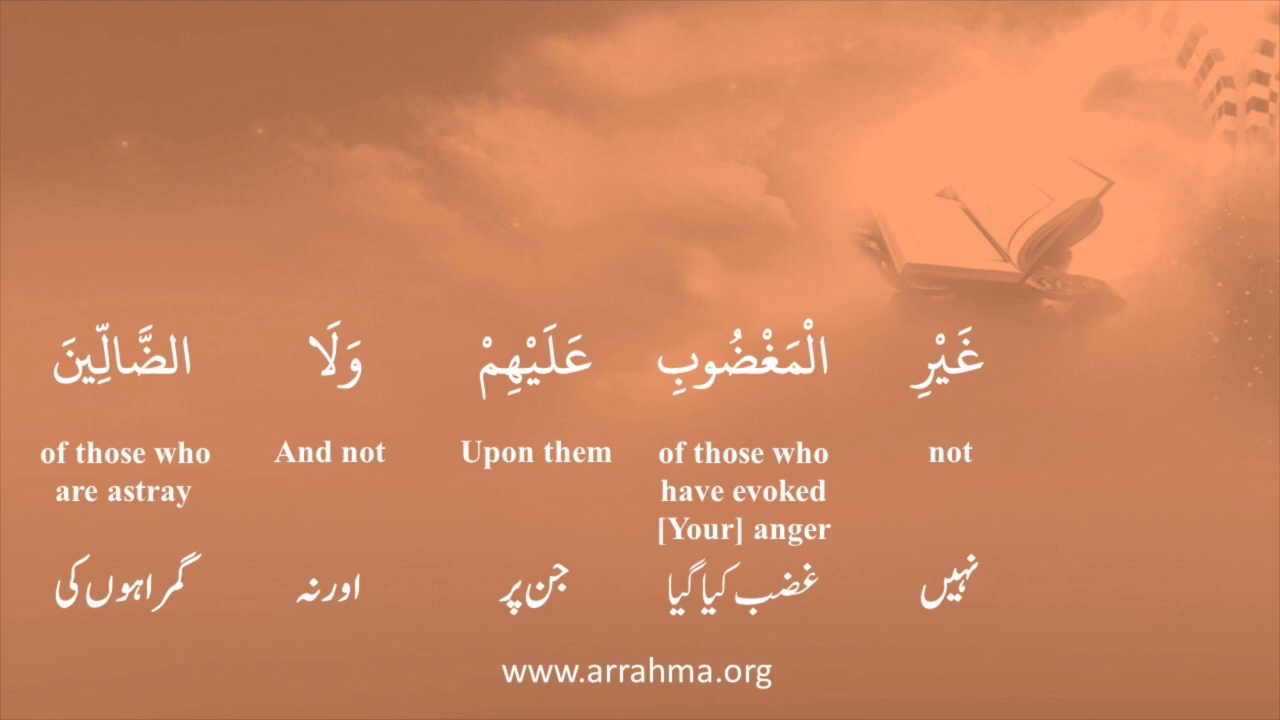 غَيْرِ الْمَغْضُوبِ عَلَيْهِمْ وَلَا الضَّالِّينَ
not of those who Upon them And not of those who
have evoked are astray
[Your] anger
نہیں غضب کیا گیا جن پر اور نہ گمراہوں کی
www.arrahma.org